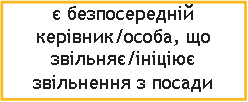 є безпосередній
керівник/особа, що
звільняє/ініціює
звільнення з посади